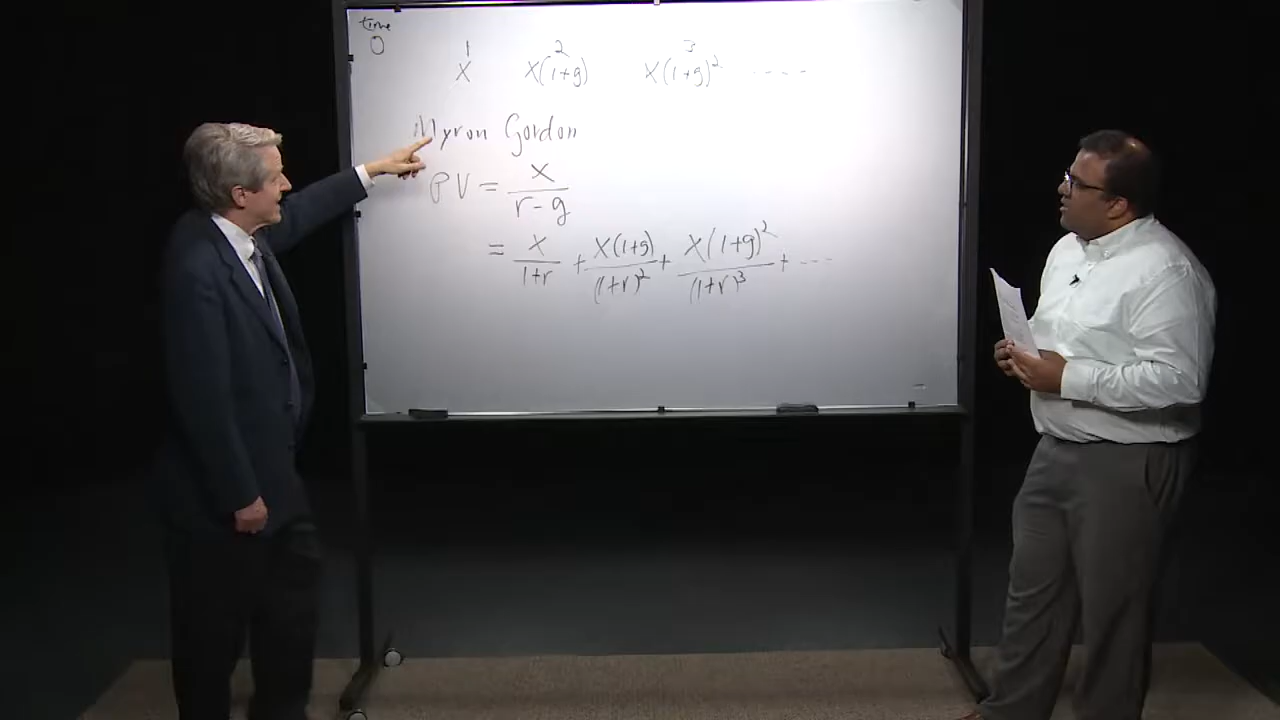 time
0 1 2 3
X X(1+g) X(1+g)² ----
Myron Gordon
PV = X/(r-g)
= X/(1+r) + X(1+g)/(1+r)² + X(1+g)²/(1+r)³ + ---